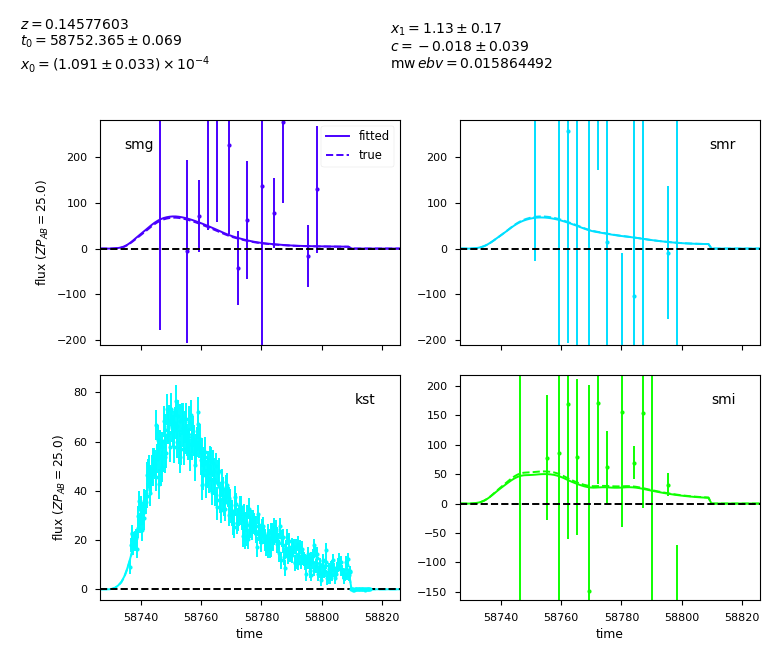 z = 0.14577603
t₀ = 58752.365 ± 0.069
x₀ = (1.091 ± 0.033) × 10⁻⁴
x₁ = 1.13 ± 0.17
c = −0.018 ± 0.039
mw ebv = 0.015864492
smg
fitted
true
flux (ZP_AB = 25.0)
200
100
0
−100
−200
smr
200
100
0
−100
−200
kst
flux (ZP_AB = 25.0)
80
60
40
20
0
58740 58760 58780 58800 58820
time
smi
200
150
100
50
0
−50
−100
−150
58740 58760 58780 58800 58820
time